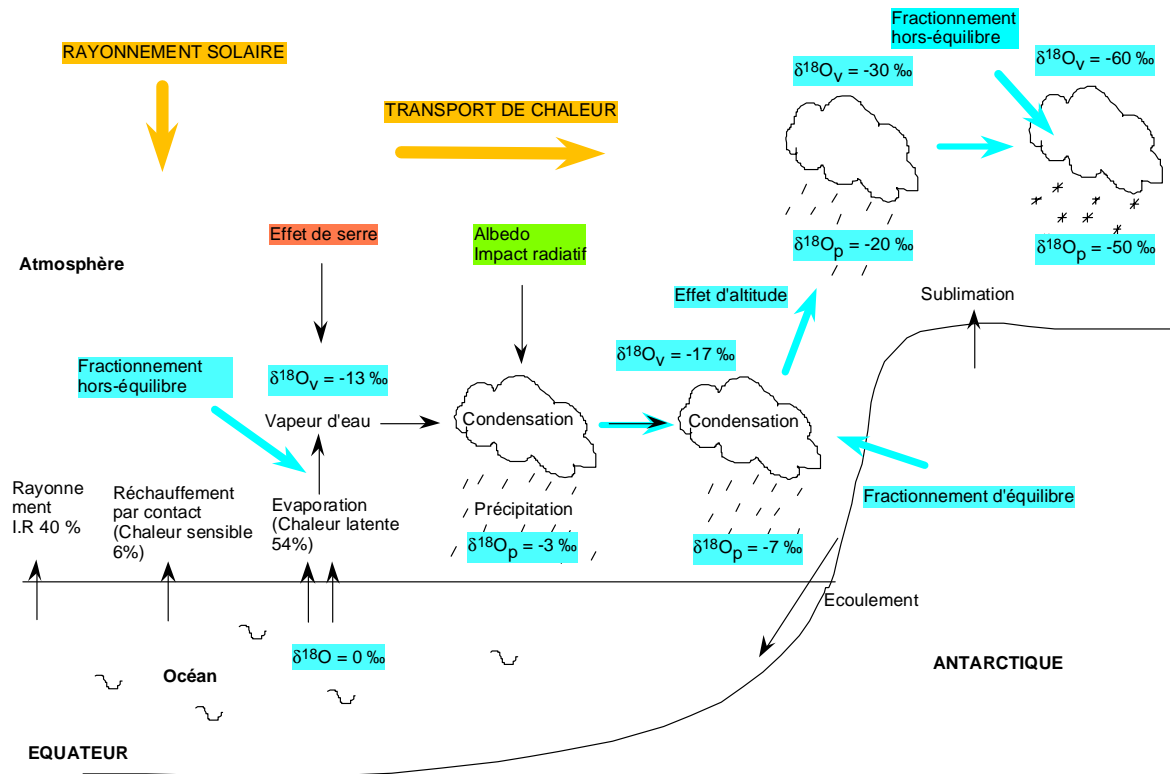 Fractionnement
hors-équilibre
RAYONNEMENT SOLAIRE
δ¹⁸Oᵥ = -30 ‰
δ¹⁸Oᵥ = -60 ‰
TRANSPORT DE CHALEUR
Effet de serre
Albedo
Impact radiatif
δ¹⁸Oₚ = -20 ‰
δ¹⁸Oₚ = -50 ‰
Atmosphère
Effet d'altitude
Sublimation
Fractionnement
hors-équilibre
δ¹⁸Oᵥ = -13 ‰
δ¹⁸Oᵥ = -17 ‰
Vapeur d'eau
Condensation
Condensation
Rayonne
ment
I.R 40 %
Réchauffement
par contact
(Chaleur sensible
6%)
Evaporation
(Chaleur latente
54%)
Précipitation
δ¹⁸Oₚ = -3 ‰
δ¹⁸Oₚ = -7 ‰
Fractionnement d'équilibre
Ecoulement
δ¹⁸O = 0 ‰
Océan
ANTARCTIQUE
EQUATEUR